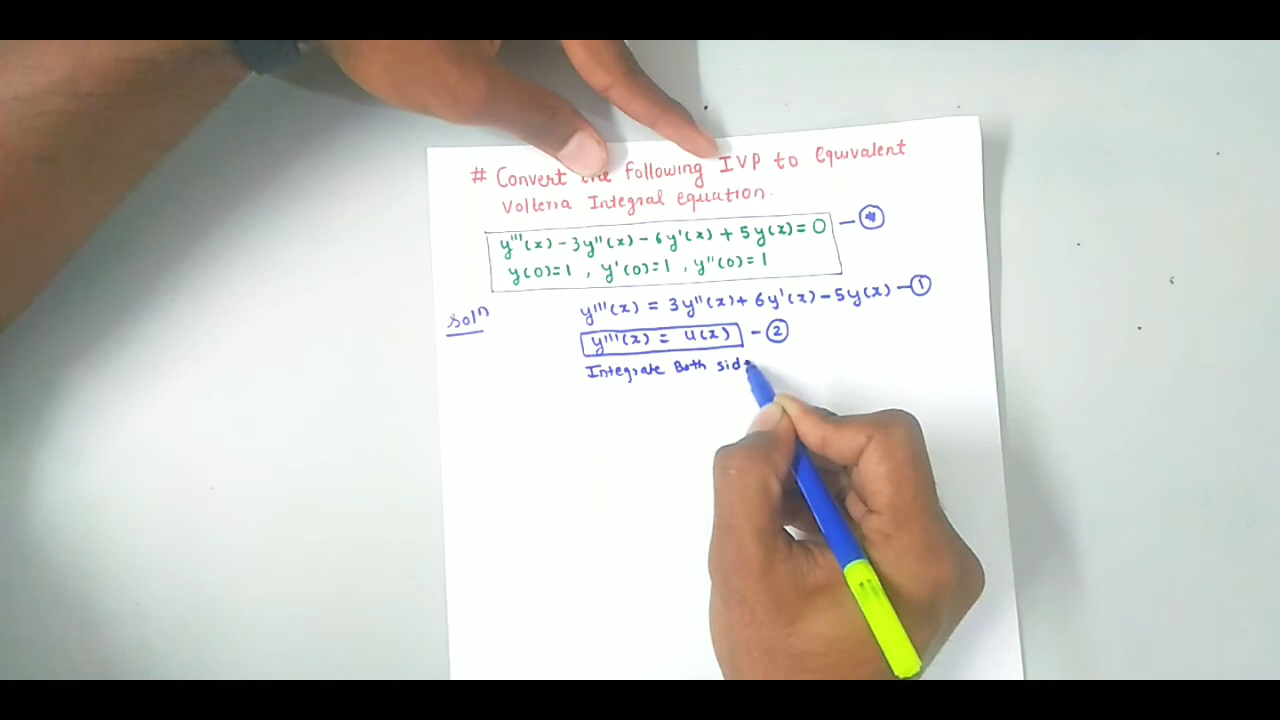 # Convert the Following IVP to Equivalent
Volterra Integral equation.
y'''(x) - 3y''(x) - 6y'(x) + 5y(x) = 0 - *
y(0)=1 , y'(0)=1 , y''(0)=1
Solⁿ
y'''(x) = 3y''(x) + 6y'(x) - 5y(x) - 1
y'''(x) = u(x) - 2
Integrate Both side